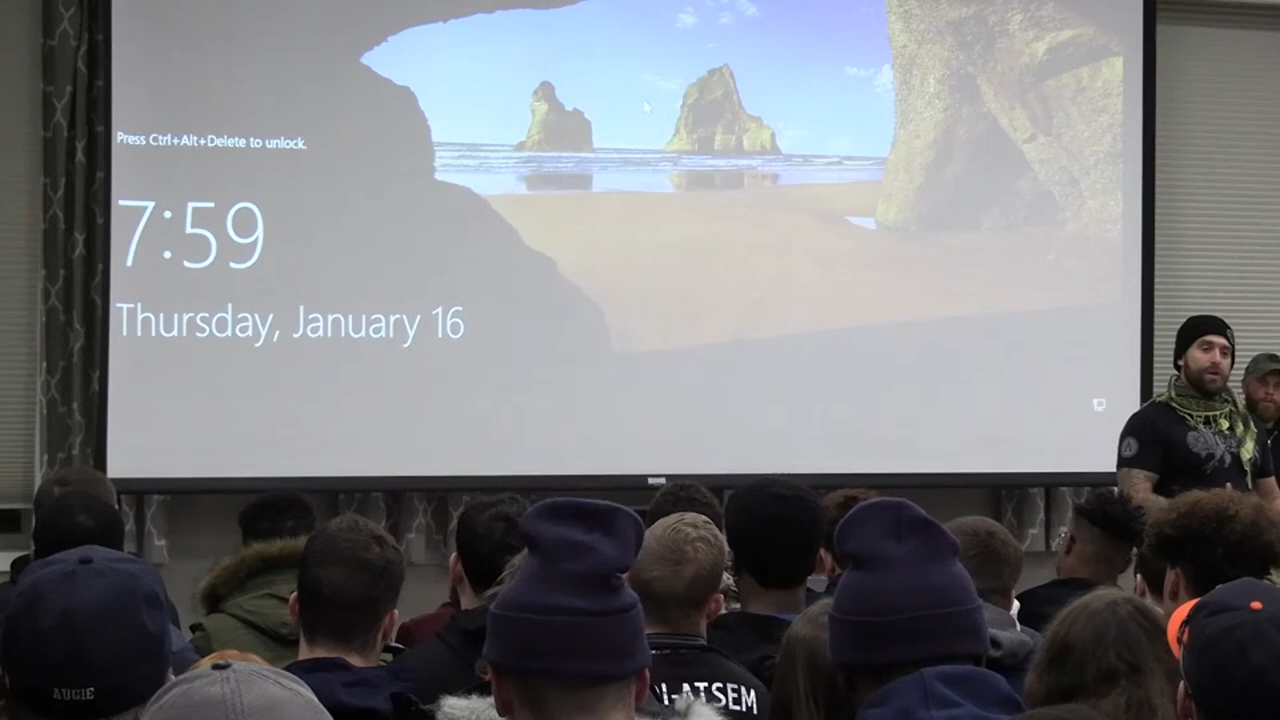 Press Ctrl+Alt+Delete to unlock.
7:59
Thursday, January 16
AUGIE
-ATSEM